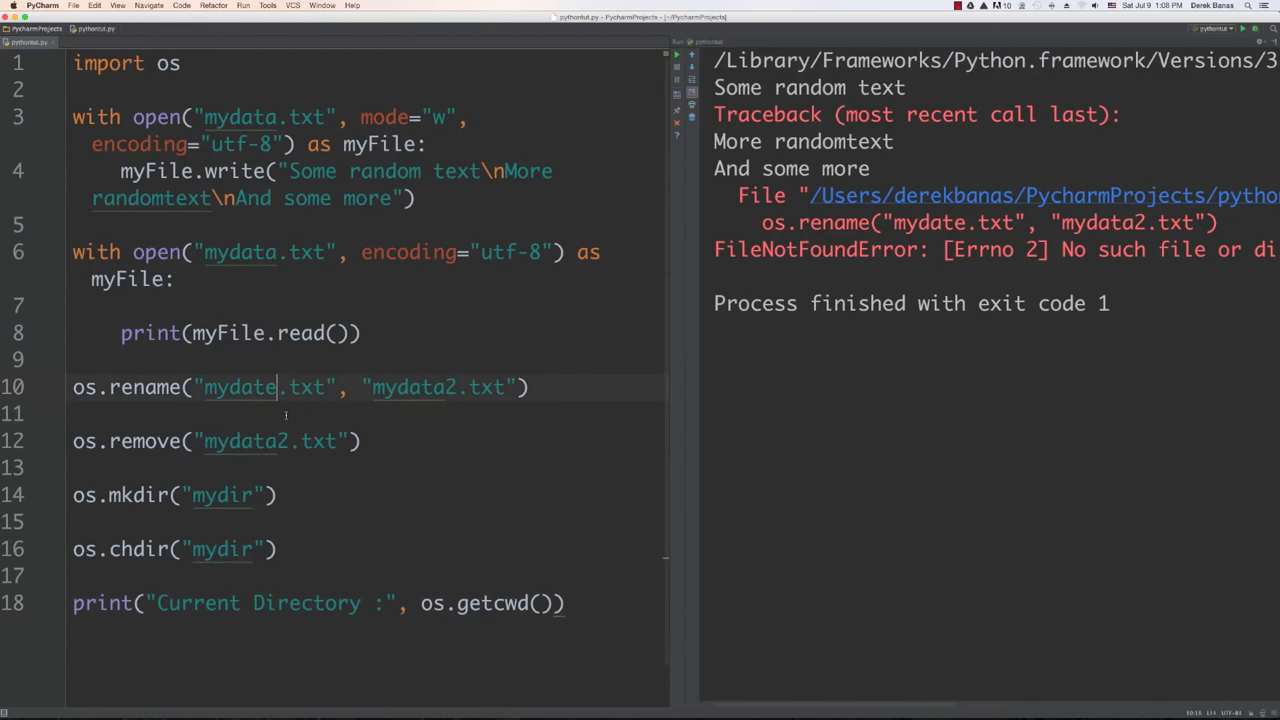 PyCharm File Edit View Navigate Code Refactor Run Tools VCS Window Help
10 Sat Jul 9 1:08 PM Derek Banas
pythontut.py - PycharmProjects - [~/PycharmProjects]
PycharmProjects pythontut.py
pythontut
pythontut.py
Run pythontut
1 import os
2
3 with open("mydata.txt", mode="w",
encoding="utf-8") as myFile:
4 myFile.write("Some random text\nMore
randomtext\nAnd some more")
5
6 with open("mydata.txt", encoding="utf-8") as
myFile:
7
8 print(myFile.read())
9
10 os.rename("mydate.txt", "mydata2.txt")
11
12 os.remove("mydata2.txt")
13
14 os.mkdir("mydir")
15
16 os.chdir("mydir")
17
18 print("Current Directory :", os.getcwd())
/Library/Frameworks/Python.framework/Versions/3
Some random text
Traceback (most recent call last):
More randomtext
And some more
File "/Users/derekbanas/PycharmProjects/python
os.rename("mydate.txt", "mydata2.txt")
FileNotFoundError: [Errno 2] No such file or di
Process finished with exit code 1